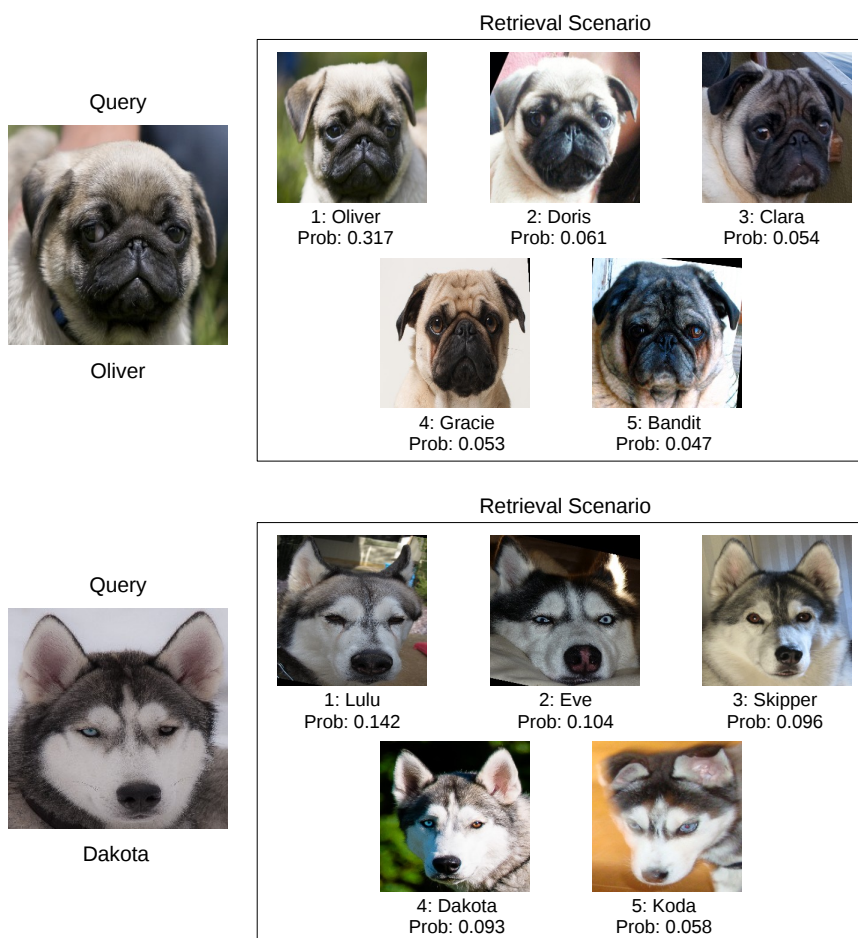 Retrieval Scenario
Query
Oliver
1: Oliver
Prob: 0.317
2: Doris
Prob: 0.061
3: Clara
Prob: 0.054
4: Gracie
Prob: 0.053
5: Bandit
Prob: 0.047
Retrieval Scenario
Query
Dakota
1: Lulu
Prob: 0.142
2: Eve
Prob: 0.104
3: Skipper
Prob: 0.096
4: Dakota
Prob: 0.093
5: Koda
Prob: 0.058